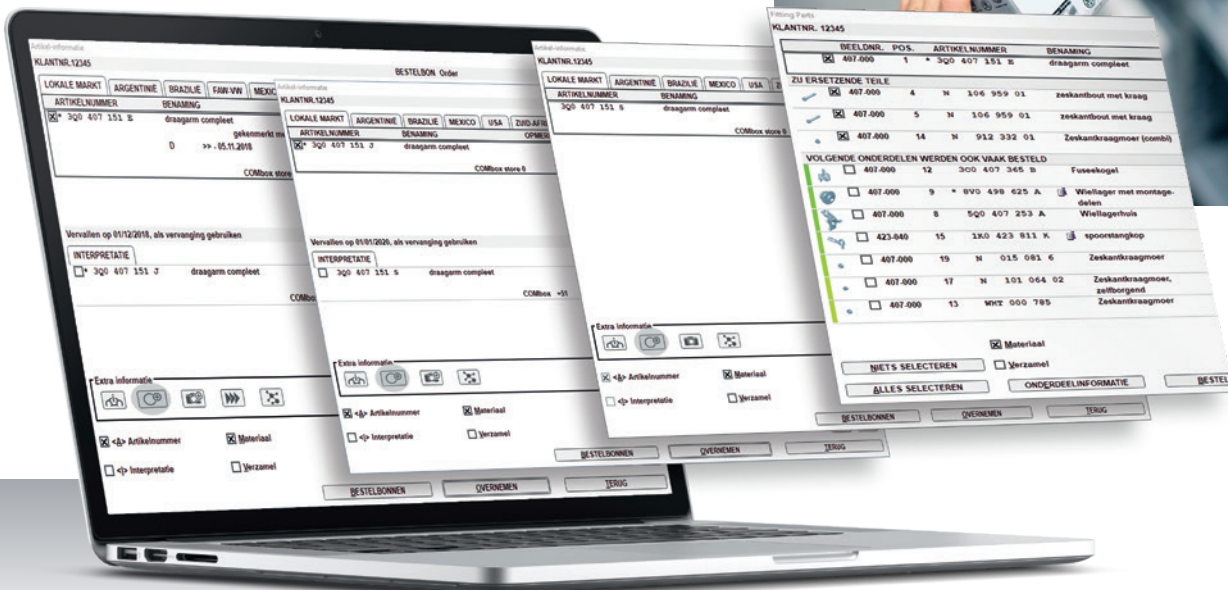 Artikel-informatie
KLANTNR.12345
BESTELBON Order
LOKALE MARKT ARGENTINIË BRAZILIË FAW-VW MEXICO
ARTIKELNUMMER BENAMING
* 3Q0 407 151 E draagarm compleet
gekenmerkt me
D >> - 05.11.2018
COMbox store
Vervallen op 01/12/2018, als vervanging gebruiken
INTERPRETATIE
* 3Q0 407 151 J draagarm compleet
COMbox
Extra informatie
<A> Artikelnummer Materiaal
<I> Interpretatie Verzamel
BESTELBONNEN OVERNEMEN TERUG
Artikel-informatie
KLANTNR.12345
LOKALE MARKT ARGENTINIË BRAZILIË MEXICO USA ZUID-AFRI
ARTIKELNUMMER BENAMING OPMER
* 3Q0 407 151 J draagarm compleet
COMbox store 0
Vervallen op 01/01/2020, als vervanging gebruiken
INTERPRETATIE
3Q0 407 151 S draagarm compleet
COMbox +51
Extra informatie
<A> Artikelnummer Materiaal
<I> Interpretatie Verzamel
BESTELBONNEN OVERNEMEN TERUG
Artikel-informatie
KLANTNR.12345
LOKALE MARKT ARGENTINIË BRAZILIË MEXICO USA
ARTIKELNUMMER BENAMING
3Q0 407 151 S draagarm compleet
COMbox store 0
Extra informatie
<A> Artikelnummer Materiaal
<I> Interpretatie Verzamel
BESTELBONNEN OVERNEMEN TERUG
Fitting Parts
KLANTNR. 12345
BEELDNR. POS. ARTIKELNUMMER BENAMING
407-000 1 * 3Q0 407 151 E draagarm compleet
ZU ERSETZENDE TEILE
407-000 4 N 106 959 01 zeskantbout met kraag
407-000 5 N 106 959 01 zeskantbout met kraag
407-000 14 N 912 332 01 Zeskantkraagmoer (combi)
VOLGENDE ONDERDELEN WERDEN OOK VAAK BESTELD
407-000 12 3C0 407 365 B Fuseekogel
407-000 9 * 8V0 498 625 A Wiellager met montage-
delen
407-000 8 5Q0 407 253 A Wiellagerhuis
423-040 15 1K0 423 811 K spoorstangkop
407-000 19 N 015 081 6 Zeskantkraagmoer
407-000 17 N 101 064 02 Zeskantkraagmoer,
zelfborgend
407-000 13 WHT 000 785 Zeskantkraagmoer
Materiaal
NIETS SELECTEREN Verzamel
ALLES SELECTEREN ONDERDEELINFORMATIE BESTEL